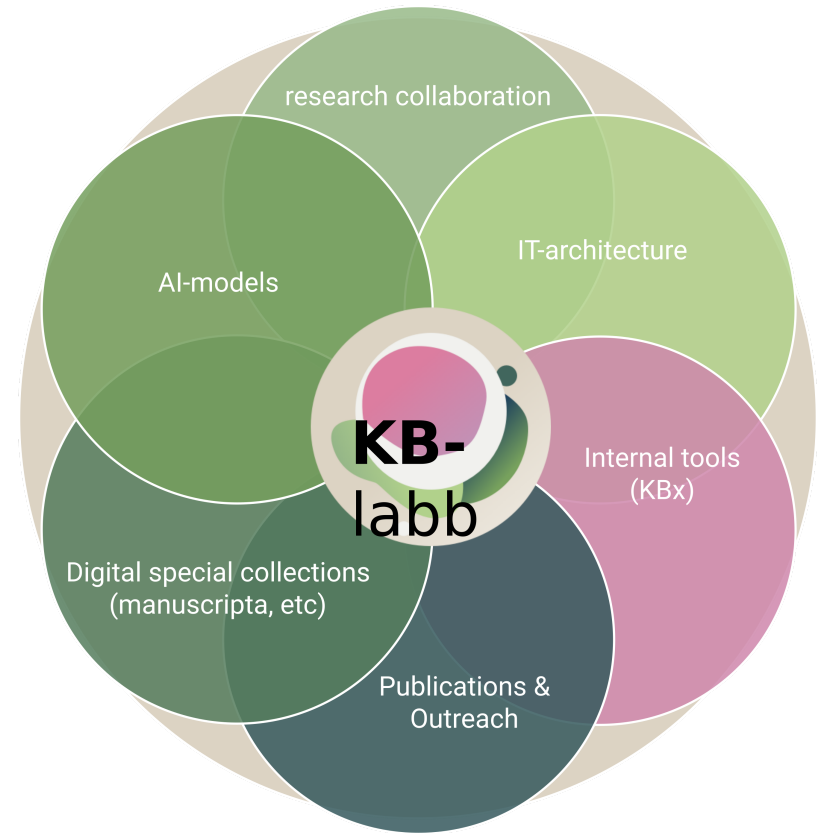 research collaboration
IT-architecture
AI-models
Internal tools
(KBx)
KB-
labb
Digital special collections
(manuscripta, etc)
Publications &
Outreach